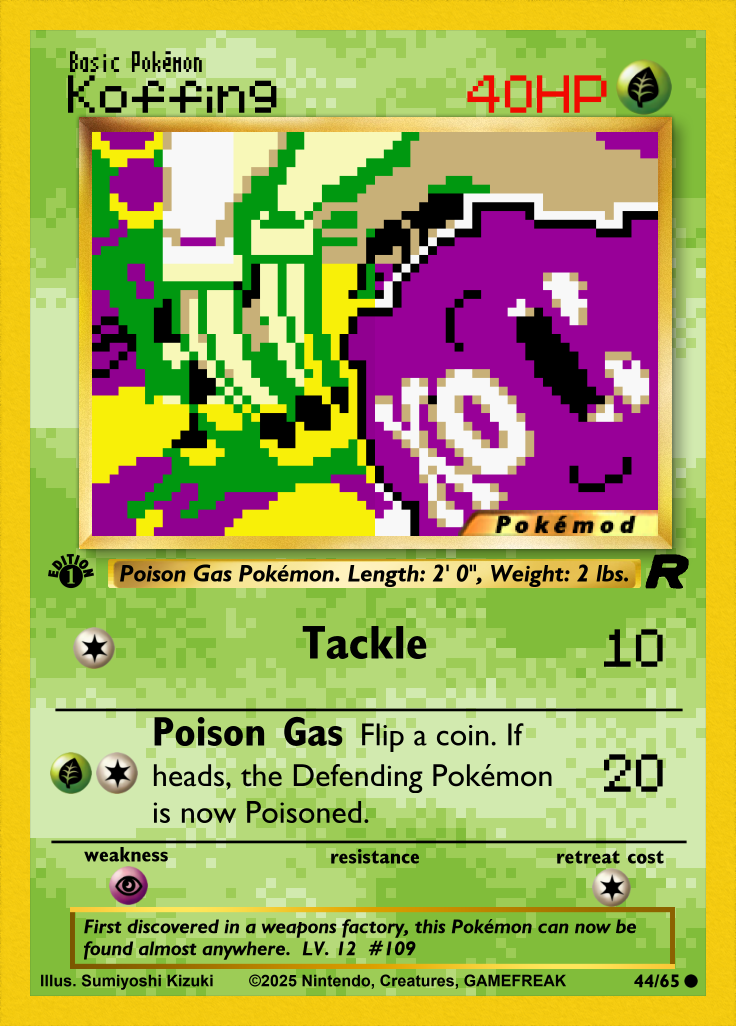 Basic Pokémon
Koffing 40HP
Pokémod
EDITION
1
Poison Gas Pokémon. Length: 2' 0", Weight: 2 lbs. R
Tackle 10
Poison Gas Flip a coin. If
heads, the Defending Pokémon 20
is now Poisoned.
weakness resistance retreat cost
First discovered in a weapons factory, this Pokémon can now be
found almost anywhere. LV. 12 #109
Illus. Sumiyoshi Kizuki ©2025 Nintendo, Creatures, GAMEFREAK 44/65